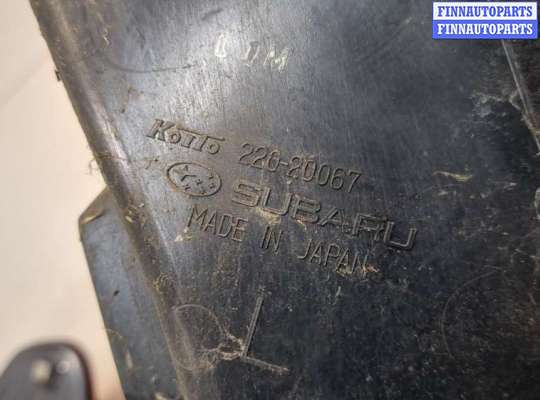 FINNAUTOPARTS
FINNAUTOPARTS
KOITO 220-20067
SUBARU
MADE IN JAPAN
L